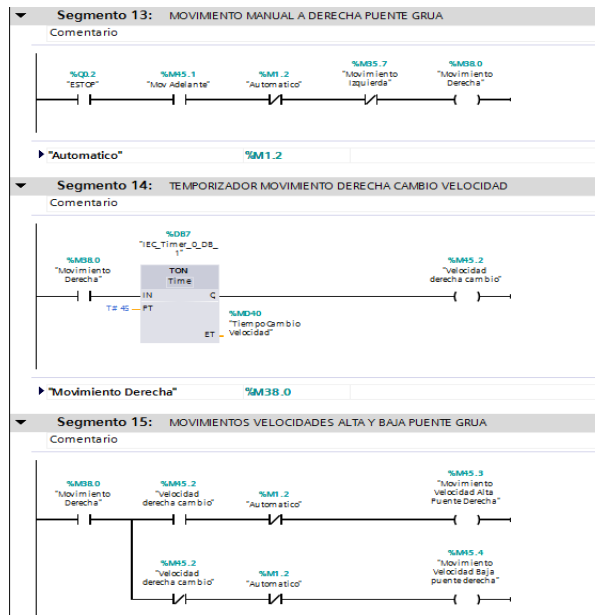 Segmento 13: MOVIMIENTO MANUAL A DERECHA PUENTE GRUA
Comentario
%Q0.2
"ESTOP"
%M45.1
"Mov Adelante"
%M1.2
"Automatico"
%M35.7
"Movimiento
Izquierda"
%M38.0
"Movimiento
Derecha"
"Automatico" %M1.2
Segmento 14: TEMPORIZADOR MOVIMIENTO DERECHA CAMBIO VELOCIDAD
Comentario
%M38.0
"Movimiento
Derecha"
%DB7
"IEC_Timer_0_DB_
1"
TON
Time
IN Q
T# 4S PT
ET
%MD40
"Tiempo Cambio
Velocidad"
%M45.2
"Velocidad
derecha cambio"
"Movimiento Derecha" %M38.0
Segmento 15: MOVIMIENTOS VELOCIDADES ALTA Y BAJA PUENTE GRUA
Comentario
%M38.0
"Movimiento
Derecha"
%M45.2
"Velocidad
derecha cambio"
%M1.2
"Automatico"
%M45.3
"Movimiento
Velocidad Alta
Puente Derecha"
%M45.2
"Velocidad
derecha cambio"
%M1.2
"Automatico"
%M45.4
"Movimiento
Velocidad Baja
puente derecha"